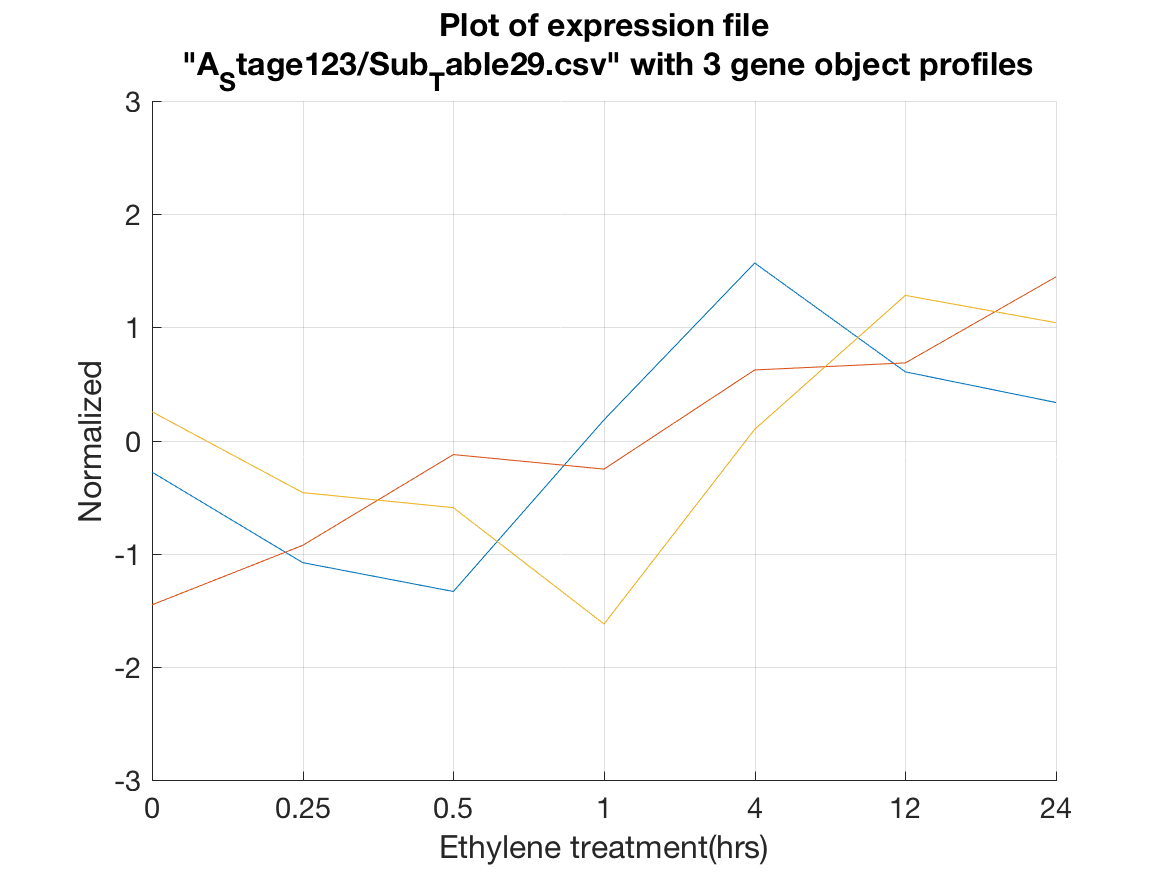 Plot of expression file
"A_Stage123/Sub_Table29.csv" with 3 gene object profiles
3
2
1
0
-1
-2
-3
Normalized
0 0.25 0.5 1 4 12 24
Ethylene treatment(hrs)